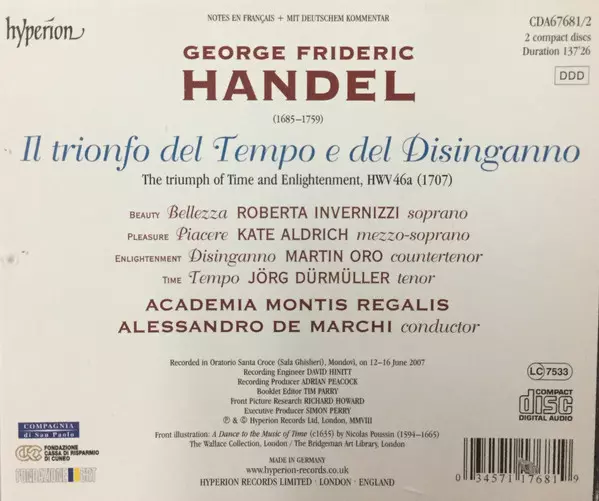 NOTES EN FRANÇAIS + MIT DEUTSCHEM KOMMENTAR
hyperion
CDA67681/2
2 compact discs
Duration 137'26
DDD
GEORGE FRIDERIC
HANDEL
(1685–1759)
Il trionfo del Tempo e del Disinganno
The triumph of Time and Enlightenment, HWV46a (1707)
BEAUTY Bellezza ROBERTA INVERNIZZI soprano
PLEASURE Piacere KATE ALDRICH mezzo-soprano
ENLIGHTENMENT Disinganno MARTIN ORO countertenor
TIME Tempo JÖRG DÜRMÜLLER tenor
ACADEMIA MONTIS REGALIS
ALESSANDRO DE MARCHI conductor
Recorded in Oratorio Santa Croce (Sala Ghislieri), Mondovì, on 12–16 June 2007
Recording Engineer DAVID HINITT
Recording Producer ADRIAN PEACOCK
Booklet Editor TIM PARRY
Front Picture Research RICHARD HOWARD
Executive Producer SIMON PERRY
℗ & © Hyperion Records Ltd, London, MMVIII
Front illustration: A Dance to the Music of Time (c1635) by Nicolas Poussin (1594–1665)
The Wallace Collection, London / The Bridgeman Art Library, London
MADE IN GERMANY
www.hyperion-records.co.uk
HYPERION RECORDS LIMITED · LONDON · ENGLAND
COMPAGNIA
di San Paolo
FONDAZIONE
CASSA DI RISPARMIO
DI CUNEO
FONDAZIONE CRT
LC 7533
COMPACT
disc
DIGITAL AUDIO
0 34571 17681 9